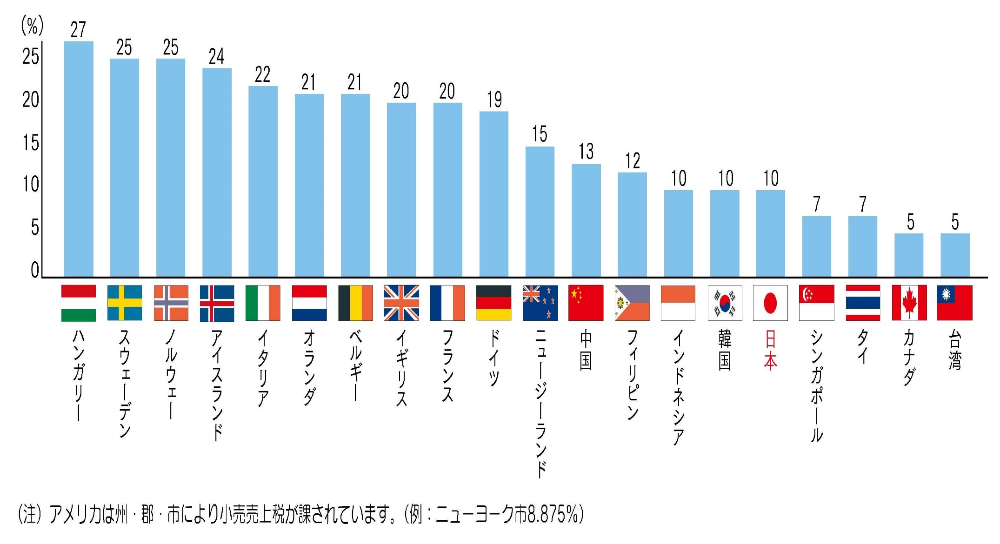 (%)
25
20
15
10
5
0
27
25
25
24
22
21
21
20
20
19
15
13
12
10
10
10
7
7
5
5
ハンガリー
スウェーデン
ノルウェー
アイスランド
イタリア
オランダ
ベルギー
イギリス
フランス
ドイツ
ニュージーランド
中国
フィリピン
インドネシア
韓国
日本
シンガポール
タイ
カナダ
台湾
(注) アメリカは州・郡・市により小売売上税が課されています。(例：ニューヨーク市8.875%)